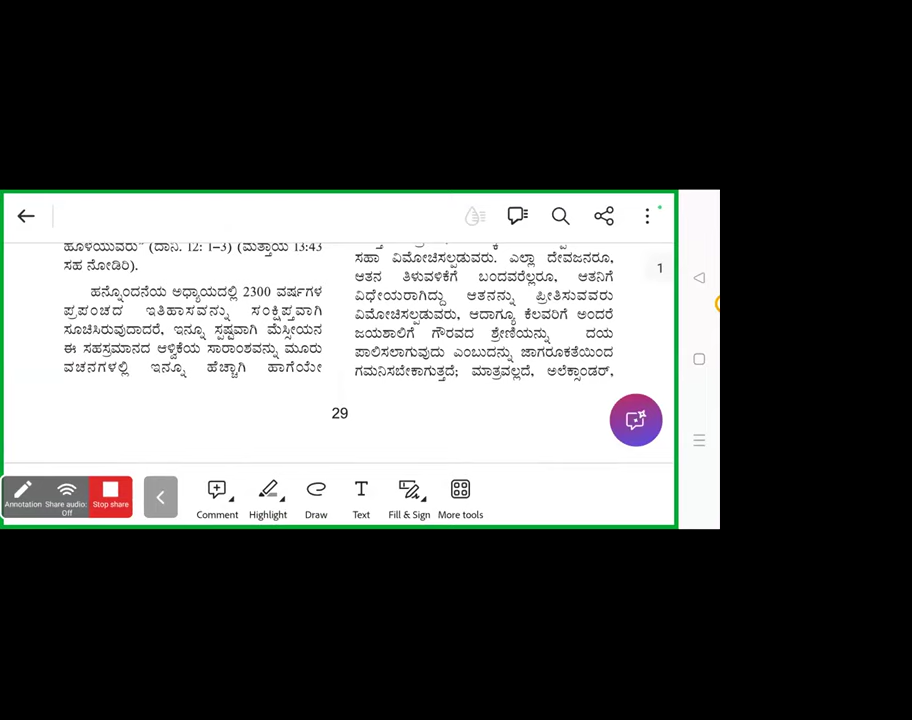 ಹೊಳೆಯುವರು" (ದಾನಿ. 12: 1-3) (ಮತ್ತಾಯ 13:43
ಸಹ ನೋಡಿರಿ).
ಹನ್ನೊಂದನೆಯ ಅಧ್ಯಾಯದಲ್ಲಿ 2300 ವರ್ಷಗಳ
ಪ್ರಪಂಚದ ಇತಿಹಾಸವನ್ನು ಸಂಕ್ಷಿಪ್ತವಾಗಿ
ಸೂಚಿಸಿರುವುದಾದರೆ, ಇನ್ನೂ ಸ್ಪಷ್ಟವಾಗಿ ಮೆಸ್ಸೀಯನ
ಈ ಸಹಸ್ರಮಾನದ ಆಳ್ವಿಕೆಯ ಸಾರಾಂಶವನ್ನು ಮೂರು
ವಚನಗಳಲ್ಲಿ ಇನ್ನೂ ಹೆಚ್ಚಾಗಿ ಹಾಗೆಯೇ
ಸಹಾ ವಿಮೋಚಿಸಲ್ಪಡುವರು. ಎಲ್ಲಾ ದೇವಜನರೂ,
ಆತನ ತಿಳುವಳಿಕೆಗೆ ಬಂದವರೆಲ್ಲರೂ, ಆತನಿಗೆ
ವಿಧೇಯರಾಗಿದ್ದು ಆತನನ್ನು ಪ್ರೀತಿಸುವವರು
ವಿಮೋಚಿಸಲ್ಪಡುವರು, ಆದಾಗ್ಯೂ ಕೆಲವರಿಗೆ ಅಂದರೆ
ಜಯಶಾಲಿಗೆ ಗೌರವದ ಶ್ರೇಣಿಯನ್ನು ದಯ
ಪಾಲಿಸಲಾಗುವುದು ಎಂಬುದನ್ನು ಜಾಗರೂಕತೆಯಿಂದ
ಗಮನಿಸಬೇಕಾಗುತ್ತದೆ; ಮಾತ್ರವಲ್ಲದೆ, ಅಲೆಕ್ಸಾಂಡರ್,
1
29
Annotation
Share audio: Off
Stop share
Comment
Highlight
Draw
Text
Fill & Sign
More tools